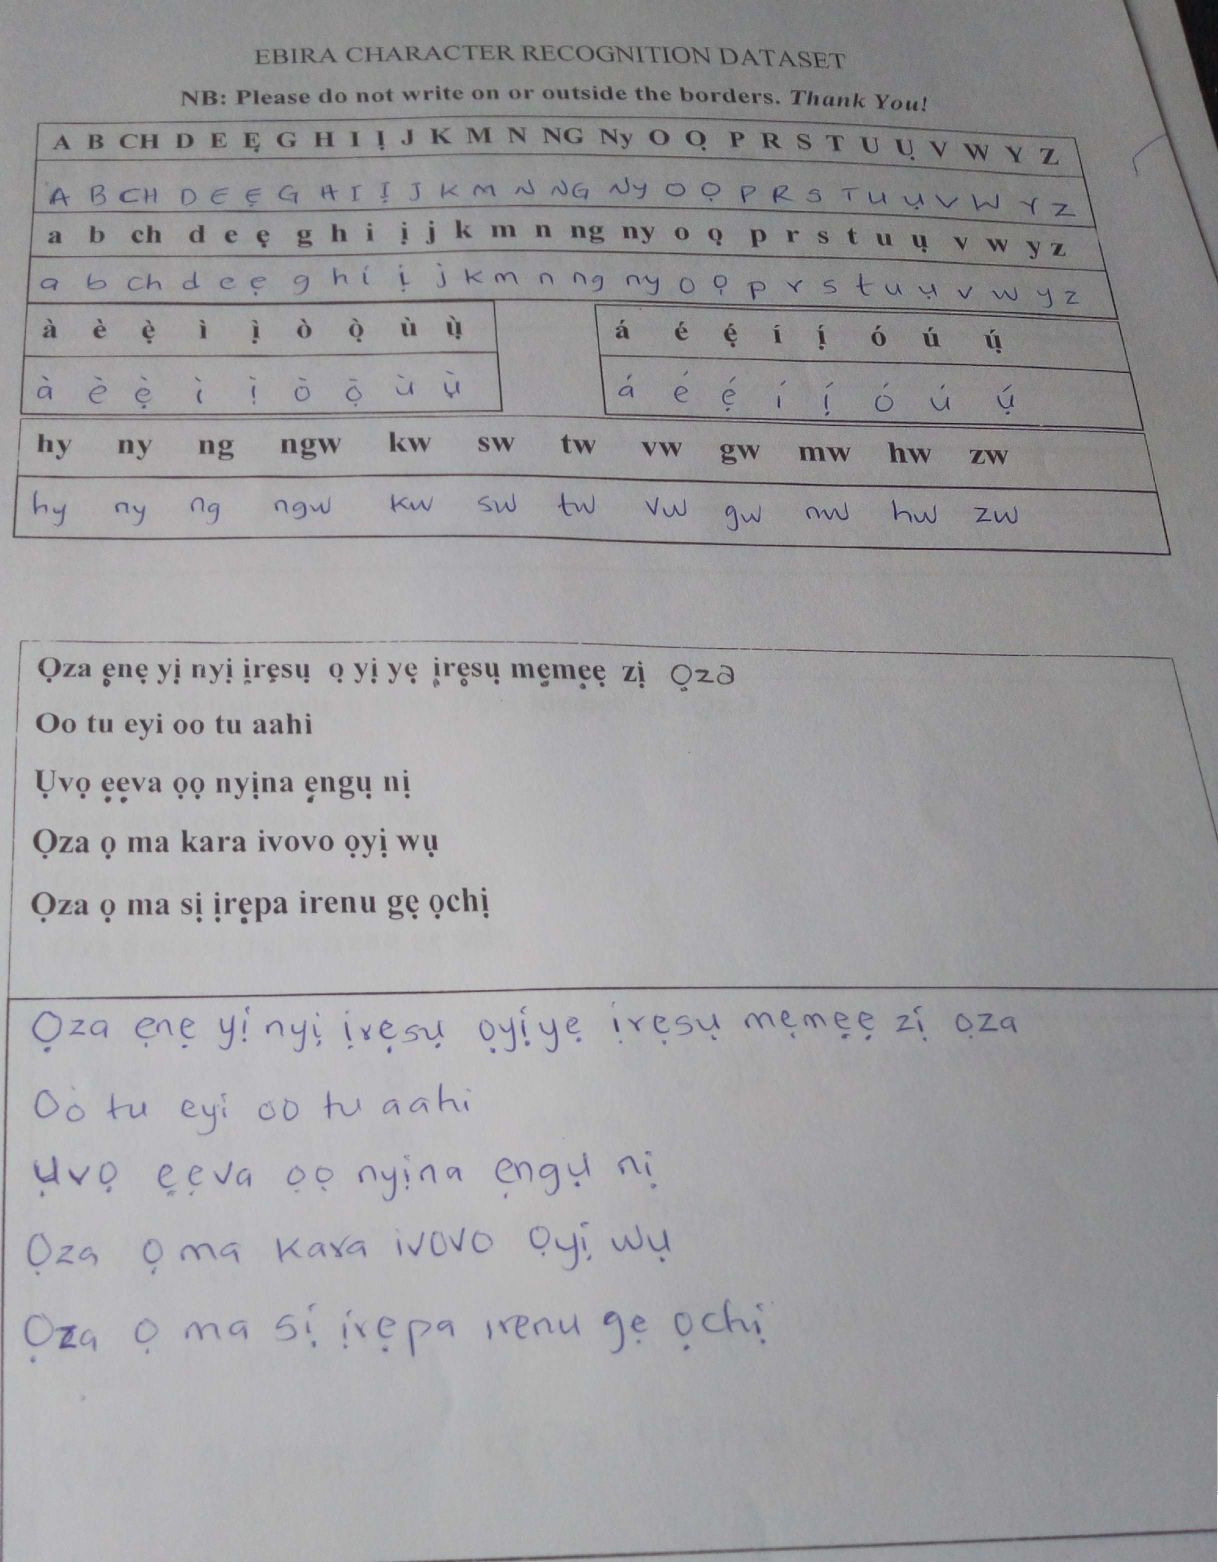 EBIRA CHARACTER RECOGNITION DATASET
NB: Please do not write on or outside the borders. Thank You!
A B CH D E Ẹ G H I Ị J K M N NG Ny O Ọ P R S T U Ụ V W Y Z
A B CH D E Ẹ G H I Ị J K M N NG Ny O Ọ P R S T U Ụ V W Y Z
a b ch d e ẹ g h i ị j k m n ng ny o ọ p r s t u ụ v w y z
a b ch d e ẹ g h i ị j k m n ng ny o ọ p r s t u ụ v w y z
à è ẹ̀ ì ị̀ ò ọ̀ ù ụ̀ á é ẹ́ í ị́ ó ú ụ́
à è ẹ̀ ì ị̀ ò ọ̀ ù ụ̀ á é ẹ́ í ị́ ó ú ụ́
hy ny ng ngw kw sw tw vw gw mw hw zw
hy ny ng ngw kw sw tw vw gw mw hw zw
Ọza ẹnẹ yị nyị ịrẹsụ ọ yị yẹ ịrẹsụ mẹmẹẹ zị Ọza
Oo tu eyi oo tu aahi
Ụvọ ẹẹva ọọ nyịna ẹngụ nị
Ọza ọ ma kara ivovo ọyị wụ
Ọza ọ ma sị ịrẹpa irenu gẹ ọchị
Ọza ẹnẹ yị nyị ịrẹsụ ọyịyẹ ịrẹsụ mẹmẹẹ zị ọza
Oo tu eyi oo tu aahi
Ụvọ ẹẹva ọọ nyịna ẹngụ nị
Ọza ọ ma kara ivovo Ọyị wụ
Ọza ọ ma sị ịrẹpa irenu gẹ ọchị